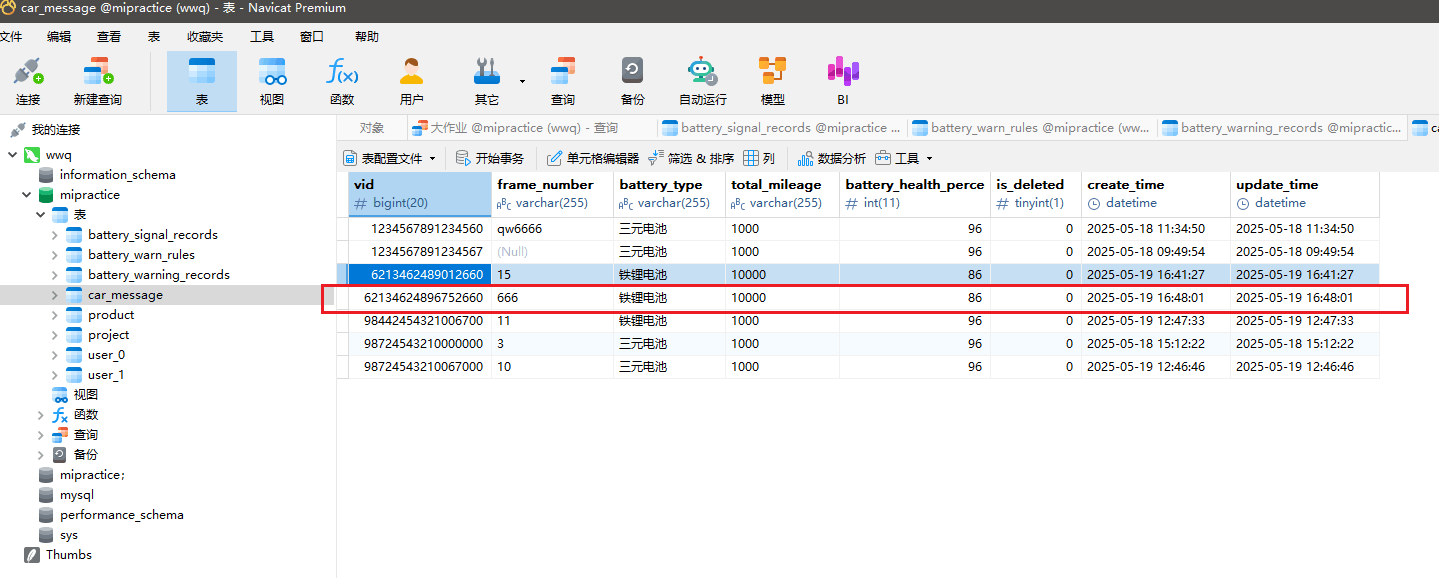 car_message @mipractice (wwq) - 表 - Navicat Premium
文件 编辑 查看 表 收藏夹 工具 窗口 帮助
连接 新建查询 表 视图 函数 用户 其它 查询 备份 自动运行 模型 BI
我的连接
wwq
information_schema
mipractice
表
battery_signal_records
battery_warn_rules
battery_warning_records
car_message
product
project
user_0
user_1
视图
函数
查询
备份
mipractice;
mysql
performance_schema
sys
Thumbs
对象 大作业 @mipractice (wwq) - 查询 battery_signal_records @mipractice ... battery_warn_rules @mipractice (ww... battery_warning_records @mipractic... ca
表配置文件 开始事务 单元格编辑器 筛选 & 排序 列 数据分析 工具
vid frame_number battery_type total_mileage battery_health_perce is_deleted create_time update_time
# bigint(20) ABC varchar(255) ABC varchar(255) ABC varchar(255) # int(11) # tinyint(1) datetime datetime
1234567891234560 qw6666 三元电池 1000 96 0 2025-05-18 11:34:50 2025-05-18 11:34:50
1234567891234567 (Null) 三元电池 1000 96 0 2025-05-18 09:49:54 2025-05-18 09:49:54
6213462489012660 15 铁锂电池 10000 86 0 2025-05-19 16:41:27 2025-05-19 16:41:27
62134624896752660 666 铁锂电池 10000 86 0 2025-05-19 16:48:01 2025-05-19 16:48:01
98442454321006700 11 铁锂电池 1000 96 0 2025-05-19 12:47:33 2025-05-19 12:47:33
98724543210000000 3 三元电池 1000 96 0 2025-05-18 15:12:22 2025-05-18 15:12:22
98724543210067000 10 三元电池 1000 96 0 2025-05-19 12:46:46 2025-05-19 12:46:46